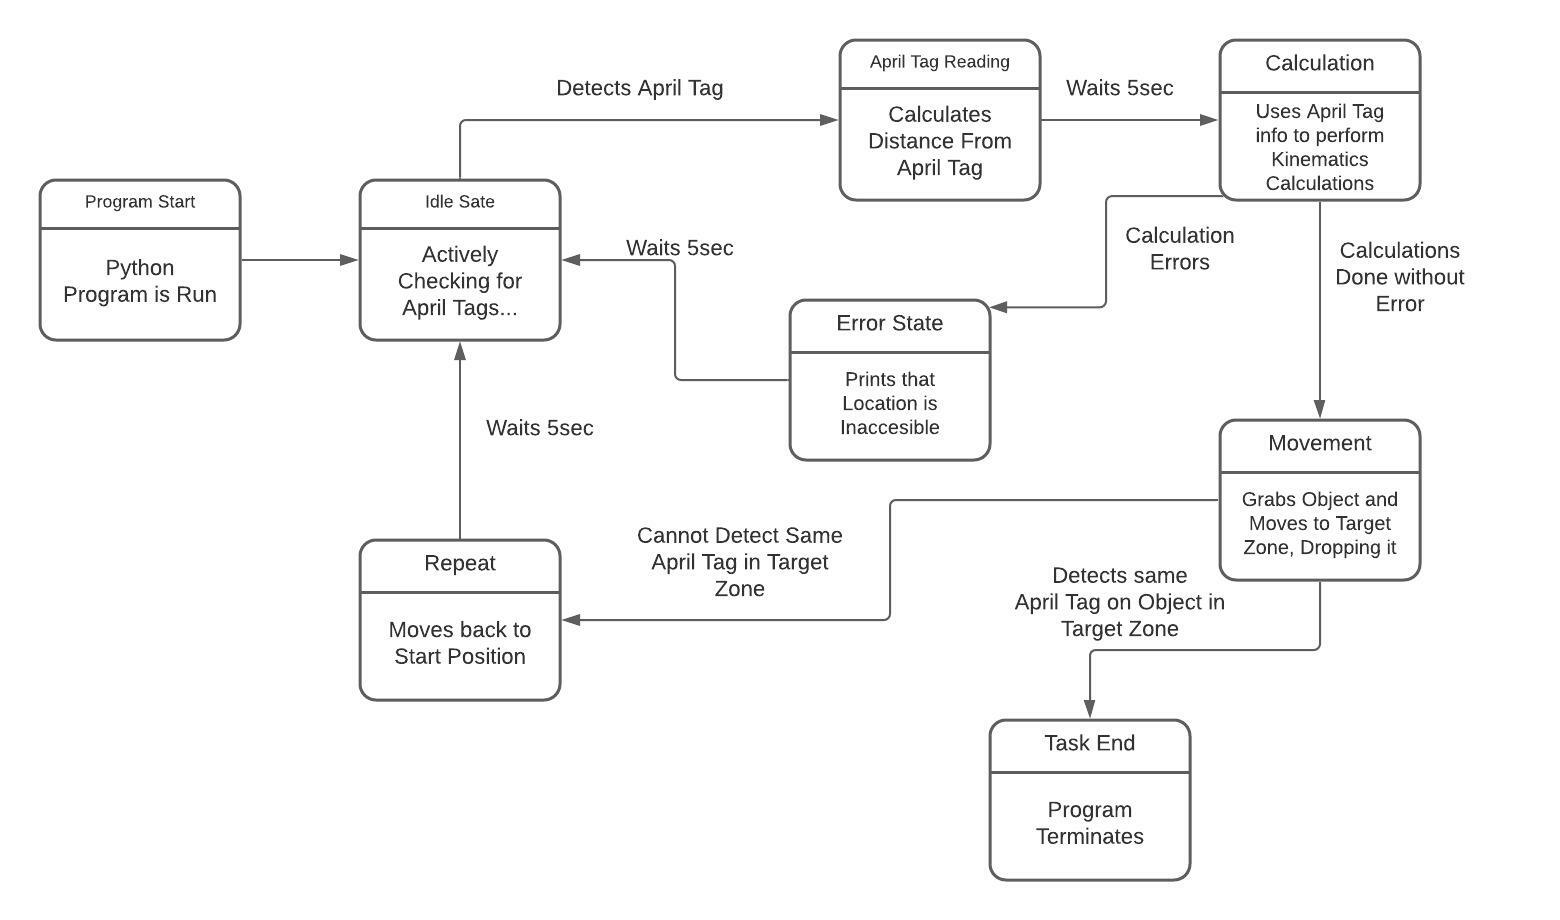 April Tag Reading
Calculates
Distance From
April Tag
Waits 5sec
Calculation
Uses April Tag
info to perform
Kinematics
Calculations
Detects April Tag
Program Start
Python
Program is Run
Idle Sate
Actively
Checking for
April Tags...
Waits 5sec
Calculation
Errors
Calculations
Done without
Error
Error State
Prints that
Location is
Inaccesible
Waits 5sec
Movement
Grabs Object and
Moves to Target
Zone, Dropping it
Repeat
Moves back to
Start Position
Cannot Detect Same
April Tag in Target
Zone
Detects same
April Tag on Object in
Target Zone
Task End
Program
Terminates